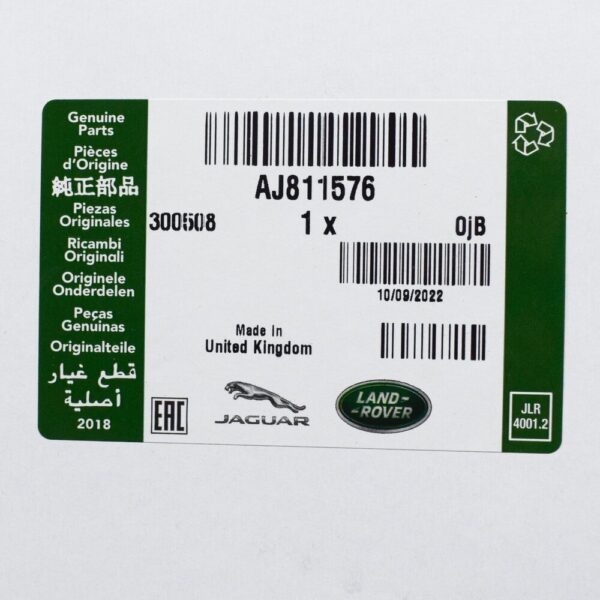 Genuine
Parts
Pièces
d'Origine
純正部品
Piezas
Originales
Ricambi
Originali
Originele
Onderdelen
Peças
Genuinas
Originalteile
قطع غيار
أصلية
2018
AJ811576
300508 1 x OjB
10/09/2022
Made in
United Kingdom
EAC
JAGUAR
LAND-
-ROVER
JLR
4001.2